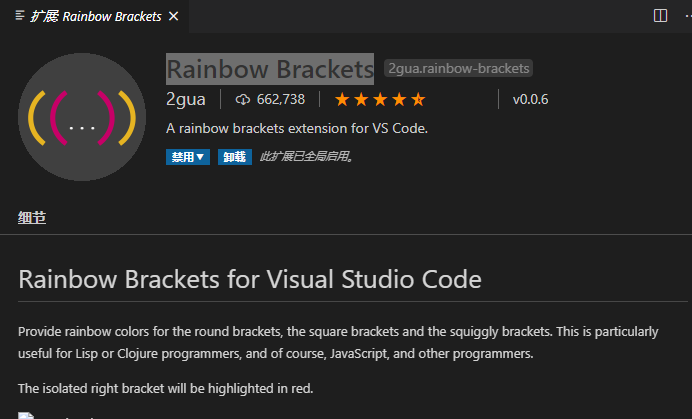 扩展: Rainbow Brackets
Rainbow Brackets 2gua.rainbow-brackets
2gua 662,738 v0.0.6
A rainbow brackets extension for VS Code.
禁用 卸载 此扩展已全局启用。
((...))
细节
Rainbow Brackets for Visual Studio Code
Provide rainbow colors for the round brackets, the square brackets and the squiggly brackets. This is particularly
useful for Lisp or Clojure programmers, and of course, JavaScript, and other programmers.
The isolated right bracket will be highlighted in red.